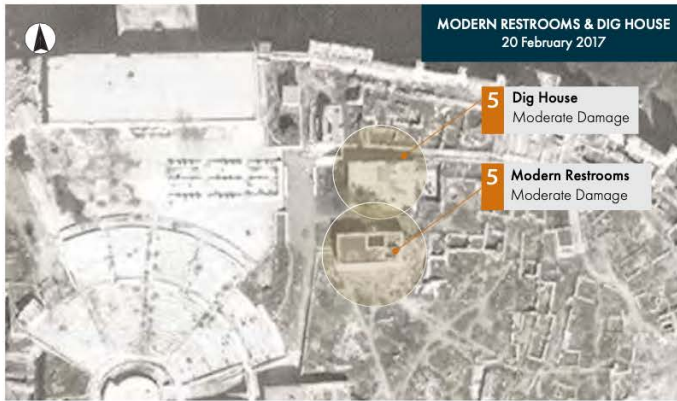 MODERN RESTROOMS & DIG HOUSE
20 February 2017
5 Dig House
Moderate Damage
5 Modern Restrooms
Moderate Damage